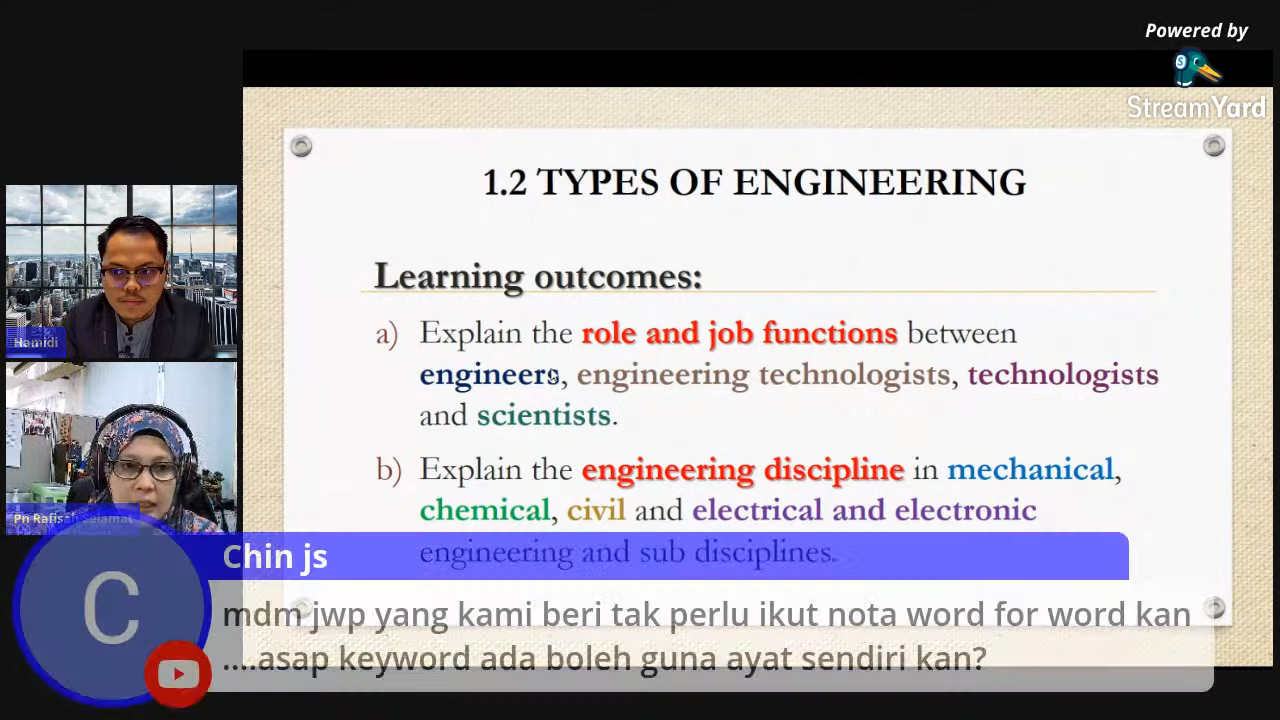 Powered by
StreamYard
1.2 TYPES OF ENGINEERING
Learning outcomes:
a) Explain the role and job functions between
engineers, engineering technologists, technologists
and scientists.
b) Explain the engineering discipline in mechanical,
chemical, civil and electrical and electronic
engineering and sub disciplines.
Hamidi
Pn Rafisah Selamat
C
Chin js
mdm jwp yang kami beri tak perlu ikut nota word for word kan
....asap keyword ada boleh guna ayat sendiri kan?